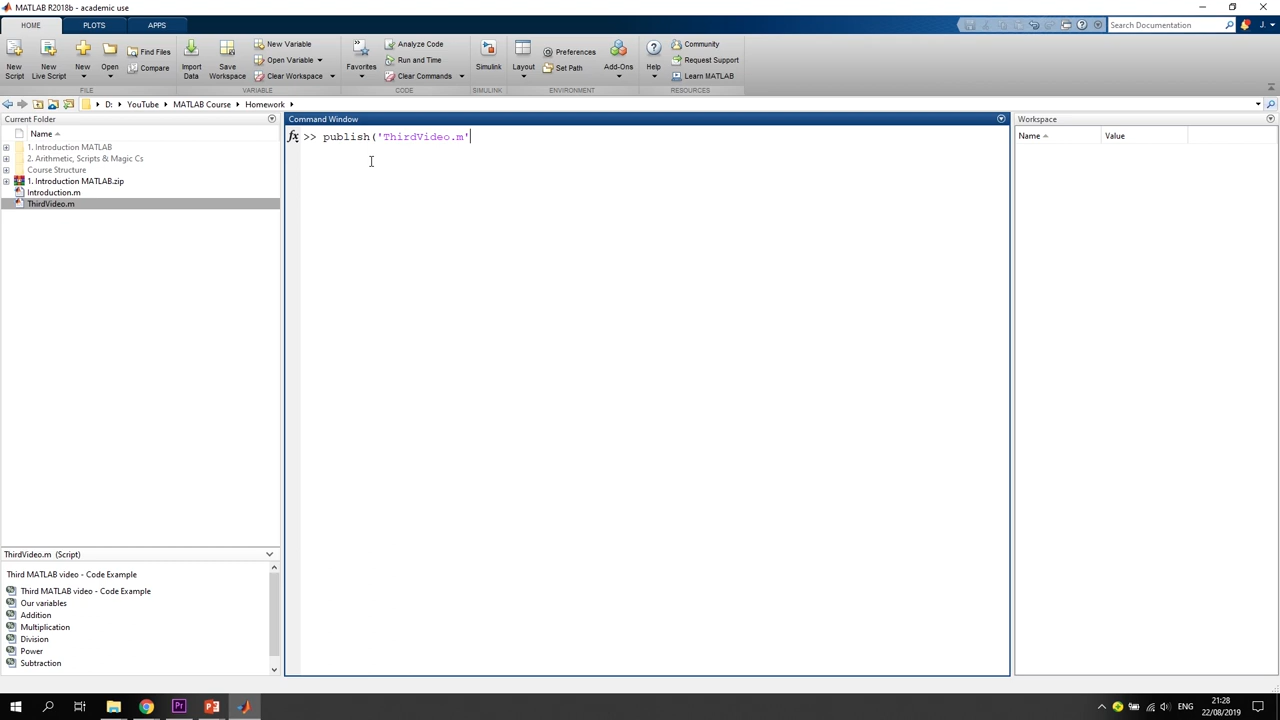 MATLAB R2018b - academic use
HOME PLOTS APPS
Search Documentation J.
New Script
New Live Script
New
Open
Find Files
Compare
FILE
Import Data
Save Workspace
New Variable
Open Variable
Clear Workspace
VARIABLE
Favorites
Analyze Code
Run and Time
Clear Commands
CODE
Simulink
SIMULINK
Layout
Preferences
Set Path
Add-Ons
ENVIRONMENT
Help
Community
Request Support
Learn MATLAB
RESOURCES
D: YouTube MATLAB Course Homework
Current Folder
Name
1. Introduction MATLAB
2. Arithmetic, Scripts & Magic Cs
Course Structure
1. Introduction MATLAB.zip
Introduction.m
ThirdVideo.m
ThirdVideo.m (Script)
Third MATLAB video - Code Example
Third MATLAB video - Code Example
Our variables
Addition
Multiplication
Division
Power
Subtraction
Command Window
fx >> publish('ThirdVideo.m'
Workspace
Name Value
ENG
21:28
22/08/2019